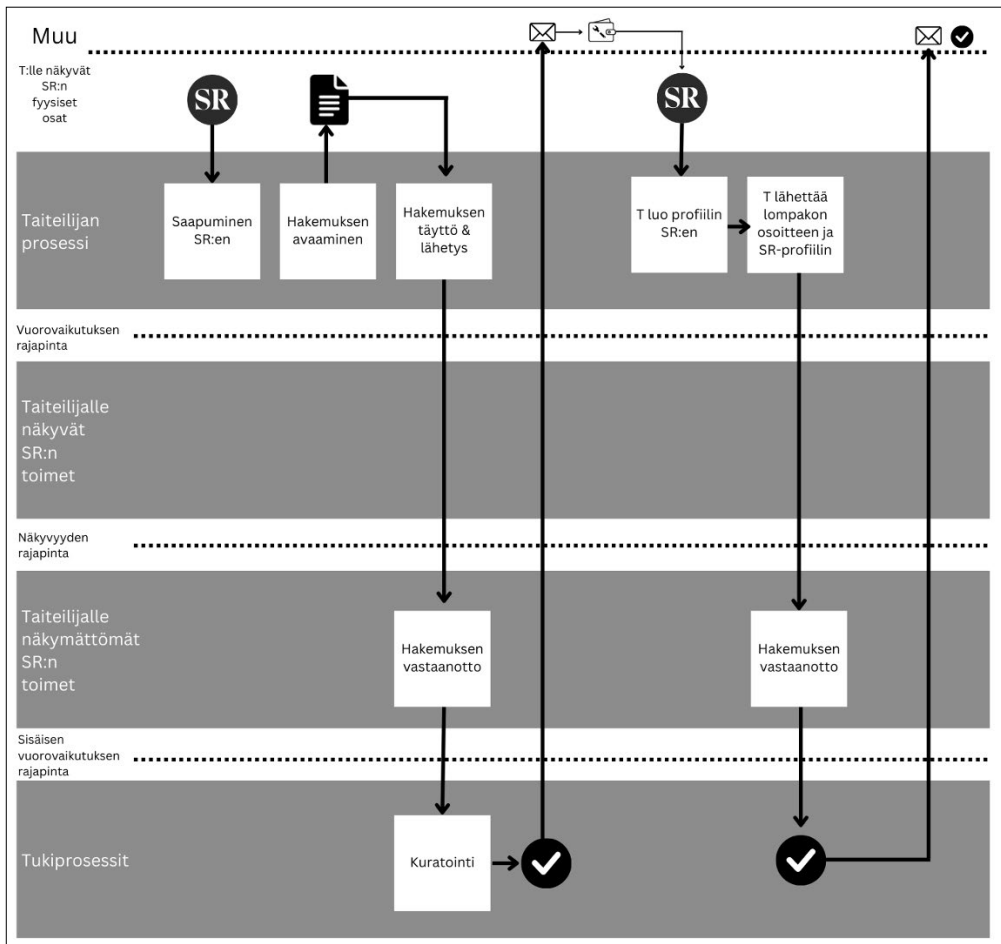 Muu
T:lle näkyvät
SR:n
fyysiset
osat
SR
SR
Taiteilijan
prosessi
Saapuminen
SR:en
Hakemuksen
avaaminen
Hakemuksen
täyttö &
lähetys
T luo profiilin
SR:en
T lähettää
lompakon
osoitteen ja
SR-profiilin
Vuorovaikutuksen
rajapinta
Taiteilijalle
näkyvät
SR:n
toimet
Näkyvyyden
rajapinta
Taiteilijalle
näkymättömät
SR:n
toimet
Hakemuksen
vastaanotto
Hakemuksen
vastaanotto
Sisäisen
vuorovaikutuksen
rajapinta
Tukiprosessit
Kuratointi